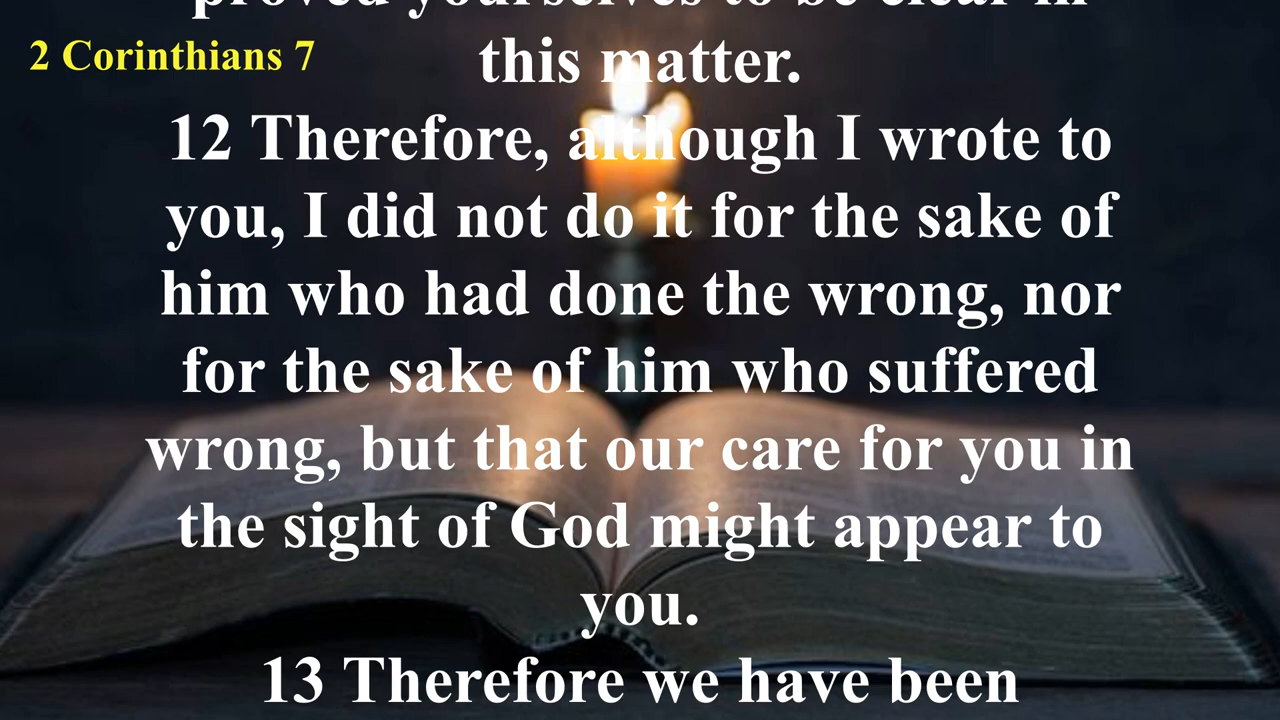 proved yourselves to be clear in
2 Corinthians 7
this matter.
12 Therefore, although I wrote to
you, I did not do it for the sake of
him who had done the wrong, nor
for the sake of him who suffered
wrong, but that our care for you in
the sight of God might appear to
you.
13 Therefore we have been